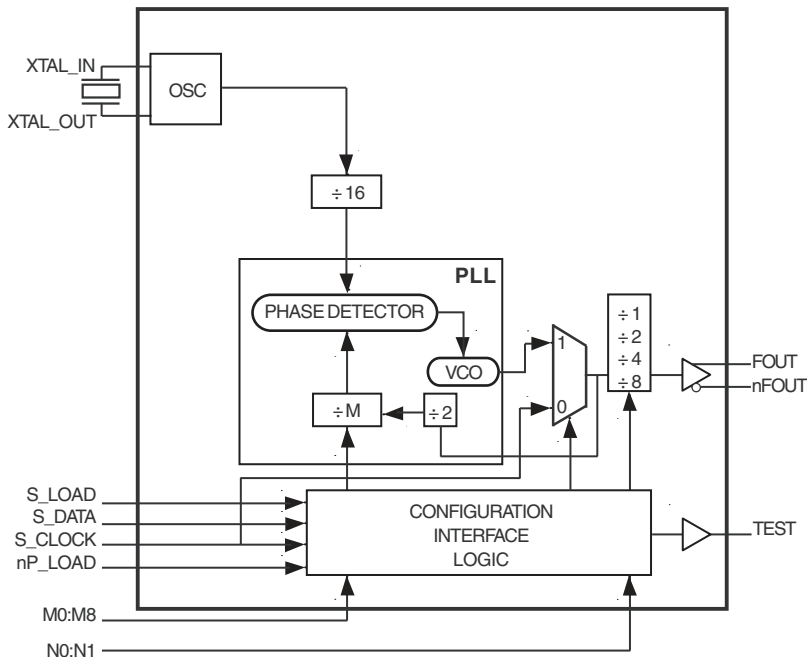 XTAL_IN
OSC
XTAL_OUT
÷ 16
PLL
PHASE DETECTOR
÷ 1
÷ 2
÷ 4
÷ 8
1
VCO
FOUT
nFOUT
0
÷ M
÷ 2
S_LOAD
S_DATA
S_CLOCK
nP_LOAD
CONFIGURATION
INTERFACE
LOGIC
TEST
M0:M8
N0:N1